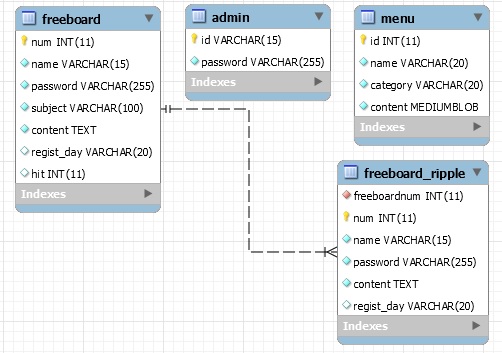 freeboard
num INT(11)
name VARCHAR(15)
password VARCHAR(255)
subject VARCHAR(100)
content TEXT
regist_day VARCHAR(20)
hit INT(11)
Indexes
admin
id VARCHAR(15)
password VARCHAR(255)
Indexes
menu
id INT(11)
name VARCHAR(20)
category VARCHAR(20)
content MEDIUMBLOB
Indexes
freeboard_ripple
freeboardnum INT(11)
num INT(11)
name VARCHAR(15)
password VARCHAR(255)
content TEXT
regist_day VARCHAR(20)
Indexes